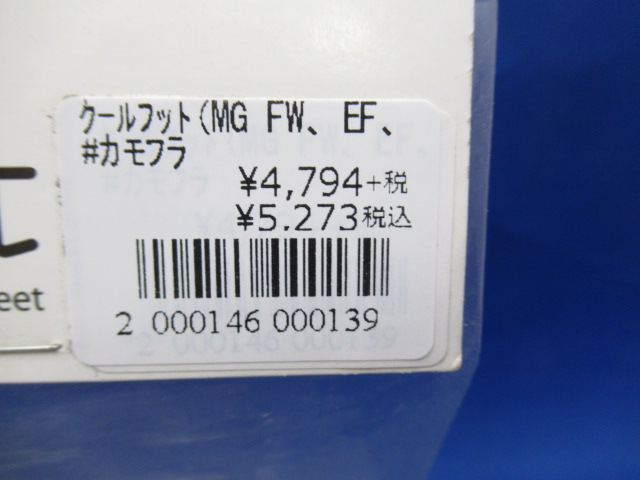 クールフット(MG FW、EF、
#カモフラ
¥4,794+税
¥5.273税込
2 000146 000139
eet